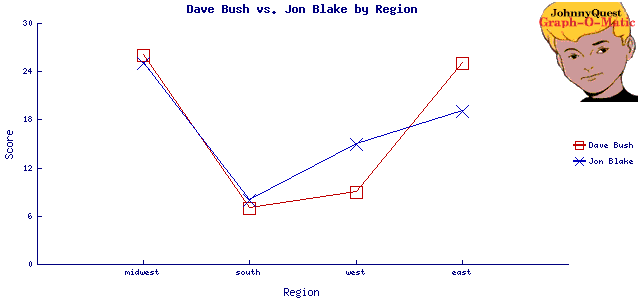 Dave Bush vs. Jon Blake by Region
JohnnyQuest
Graph-O-Matic
30
24
18
12
6
0
Score
midwest south west east
Region
Dave Bush
Jon Blake